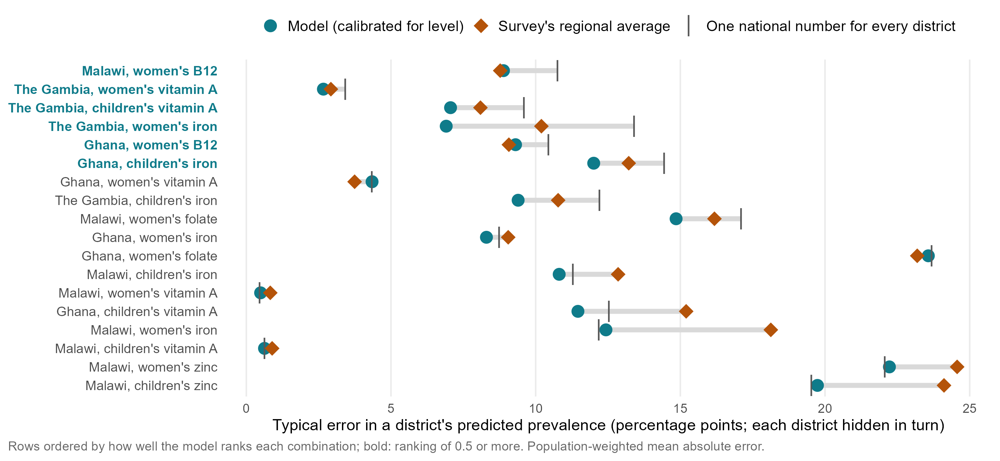 Model (calibrated for level) Survey's regional average One national number for every district
Malawi, women's B12
The Gambia, women's vitamin A
The Gambia, children's vitamin A
The Gambia, women's iron
Ghana, women's B12
Ghana, children's iron
Ghana, women's vitamin A
The Gambia, children's iron
Malawi, women's folate
Ghana, women's iron
Ghana, women's folate
Malawi, children's iron
Malawi, women's vitamin A
Ghana, children's vitamin A
Malawi, women's iron
Malawi, children's vitamin A
Malawi, women's zinc
Malawi, children's zinc
0 5 10 15 20 25
Typical error in a district's predicted prevalence (percentage points; each district hidden in turn)
Rows ordered by how well the model ranks each combination; bold: ranking of 0.5 or more. Population-weighted mean absolute error.